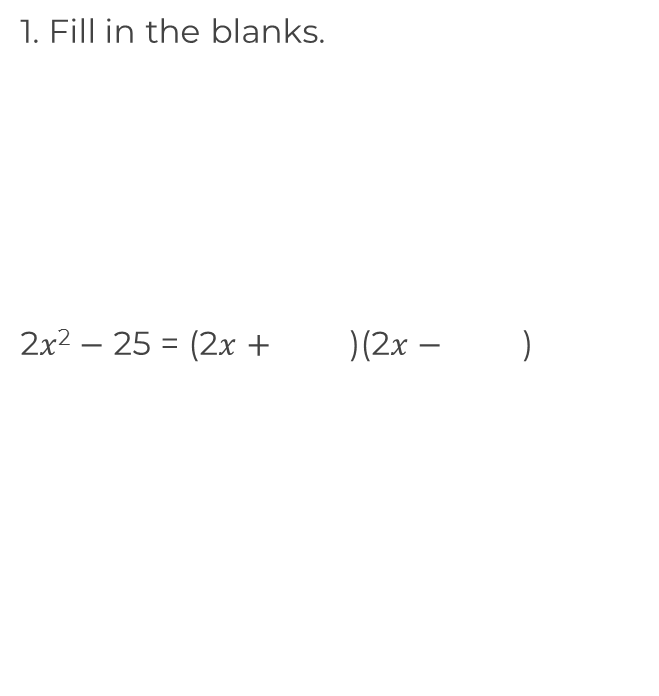 1. Fill in the blanks.
2x² – 25 = (2x + )(2x – )